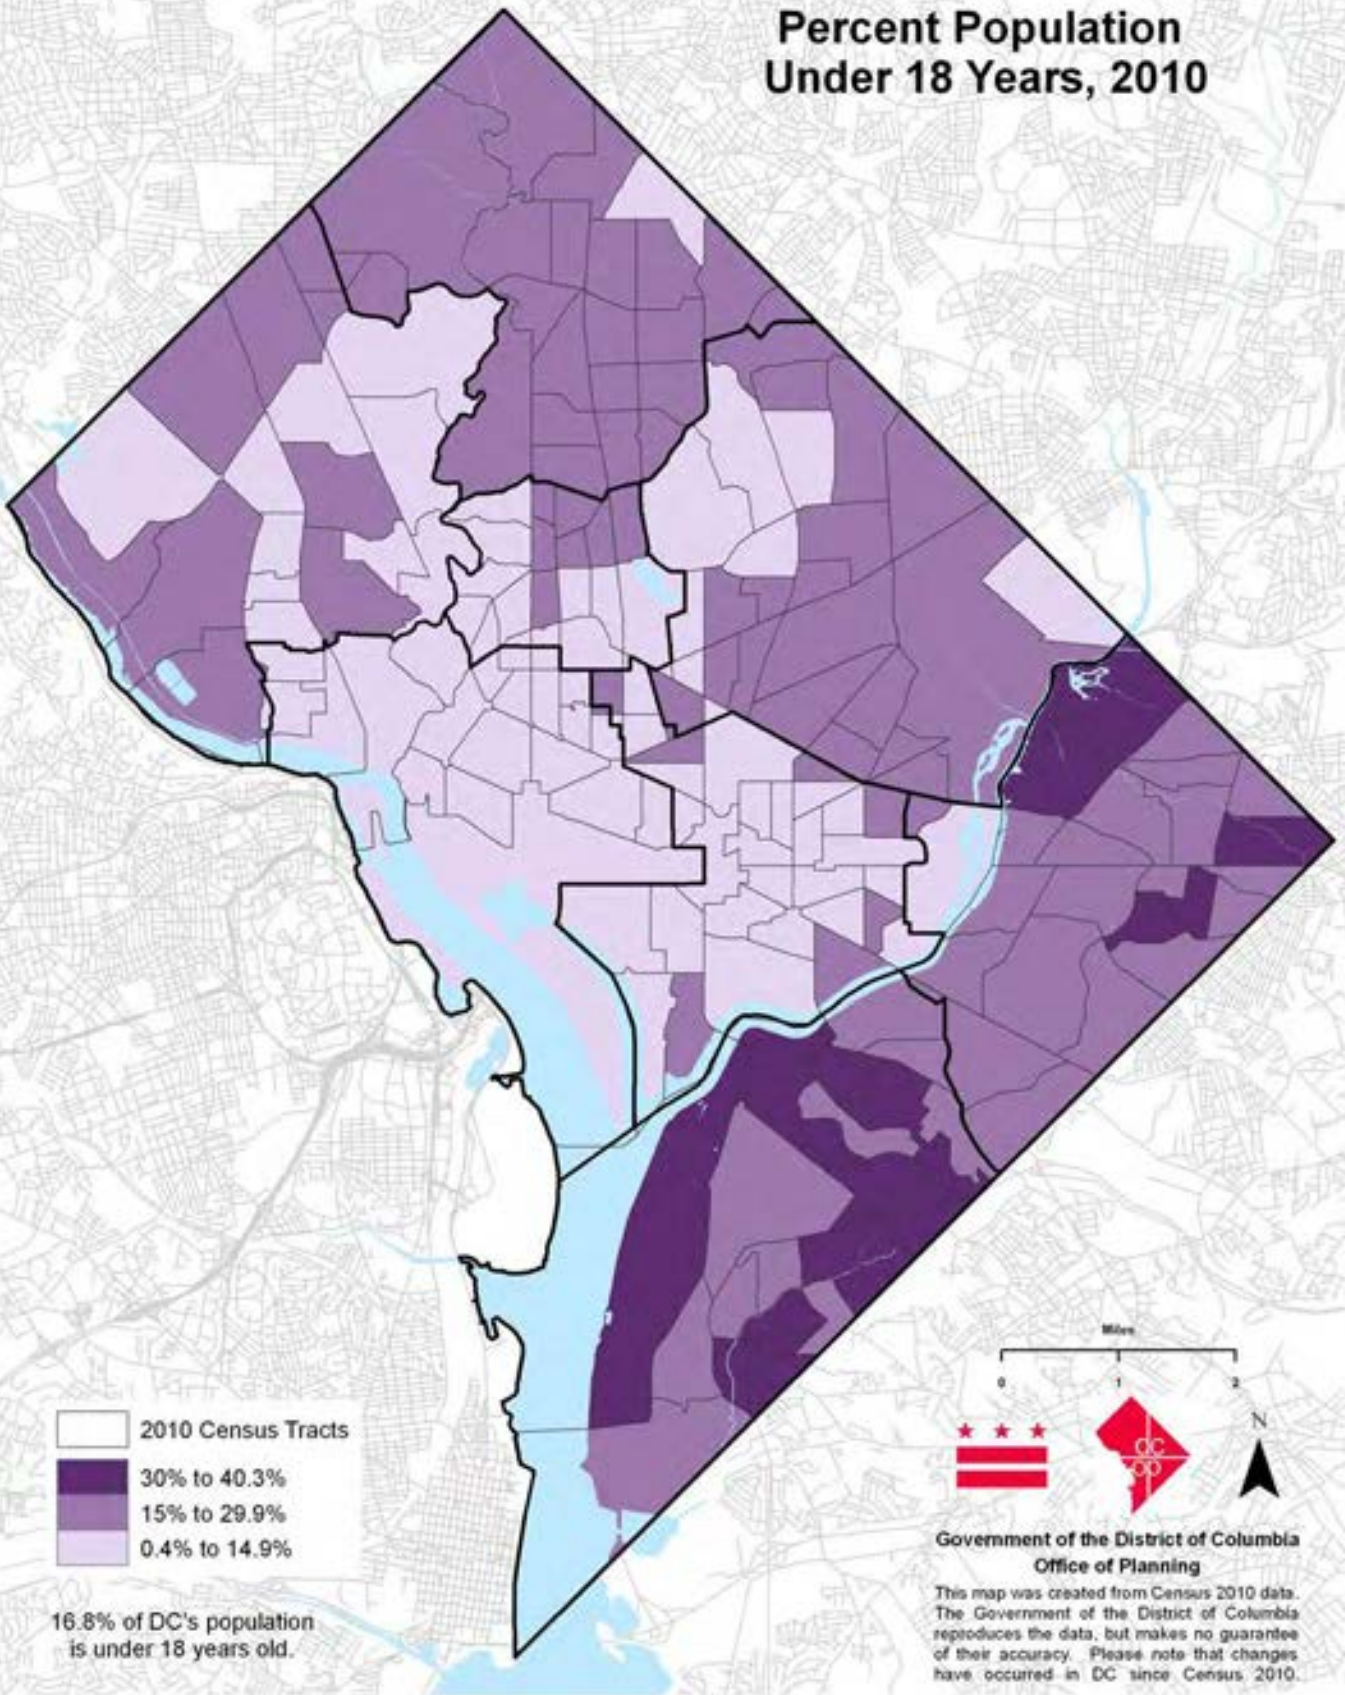 Percent Population
Under 18 Years, 2010
2010 Census Tracts
30% to 40.3%
15% to 29.9%
0.4% to 14.9%
16.8% of DC's population
is under 18 years old.
Miles
0 1 2
N
dc
op
Government of the District of Columbia
Office of Planning
This map was created from Census 2010 data.
The Government of the District of Columbia
reproduces the data, but makes no guarantee
of their accuracy. Please note that changes
have occurred in DC since Census 2010.